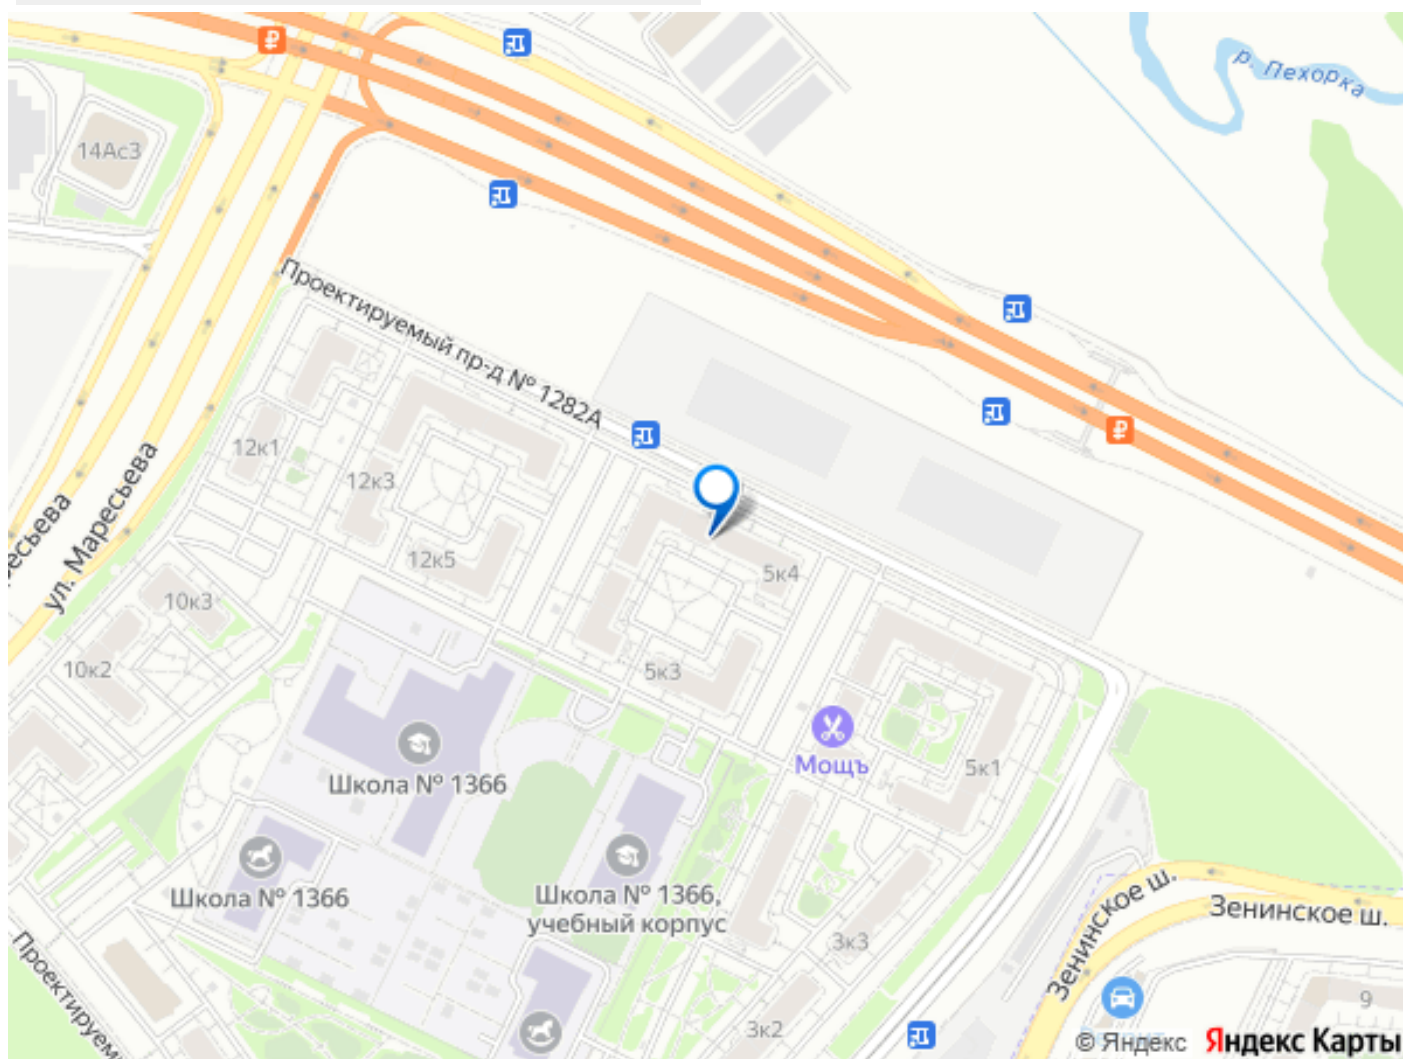 р. Пехорка
14Ас3
Проектируемый пр-д № 1282А
12к1
12к3
12к5
ул. Маресьева
есьева
10к3
10к2
5к4
5к3
5к1
Мощъ
Школа № 1366
Школа № 1366
Школа № 1366,
учебный корпус
3к3
3к2
Зенинское ш.
Зенинское ш.
9
Проектируем
© Яндекс Яндекс Карты